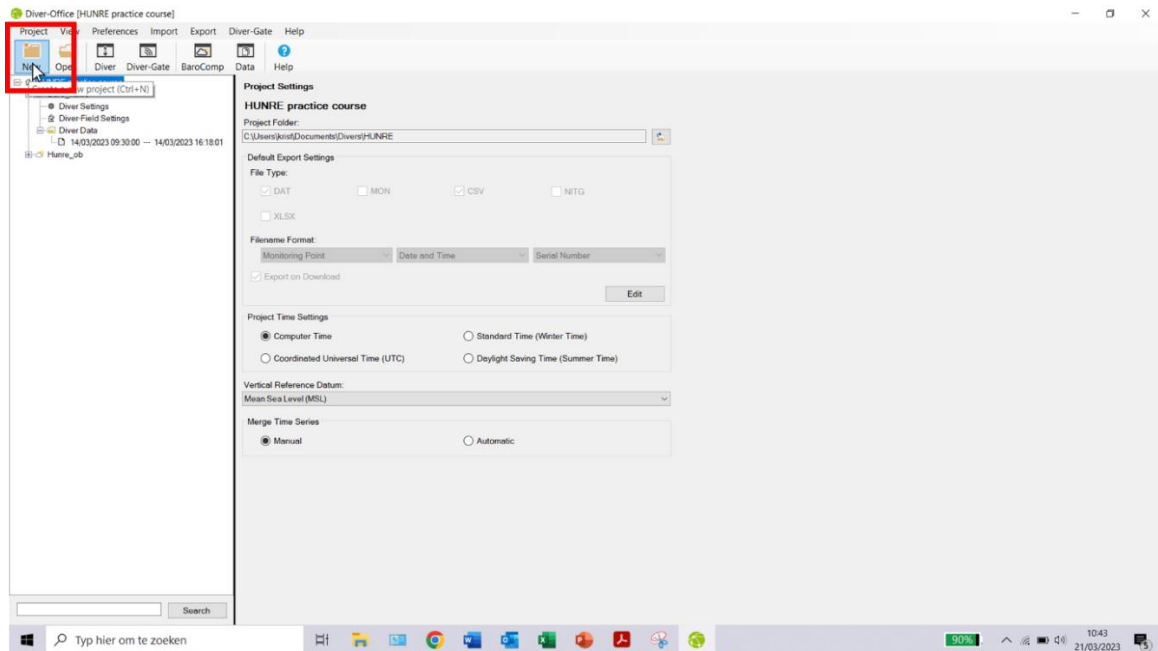 Diver-Office [HUNRE practice course]
Project View Preferences Import Export Diver-Gate Help
New Open Diver Diver-Gate BaroComp Data Help
Create a new project (Ctrl+N)
Diver Settings
Diver-Field Settings
Diver Data
14/03/2023 09:30:00 — 14/03/2023 16:18:01
Hunre_ob
Project Settings
HUNRE practice course
Project Folder:
C:\Users\krist\Documents\Divers\HUNRE
Default Export Settings
File Type:
DAT MON CSV NITG
XLSX
Filename Format:
Monitoring Point Date and Time Serial Number
Export on Download
Edit
Project Time Settings
Computer Time Standard Time (Winter Time)
Coordinated Universal Time (UTC) Daylight Saving Time (Summer Time)
Vertical Reference Datum:
Mean Sea Level (MSL)
Merge Time Series
Manual Automatic
Search
Typ hier om te zoeken
90%
10:43
21/03/2023
5